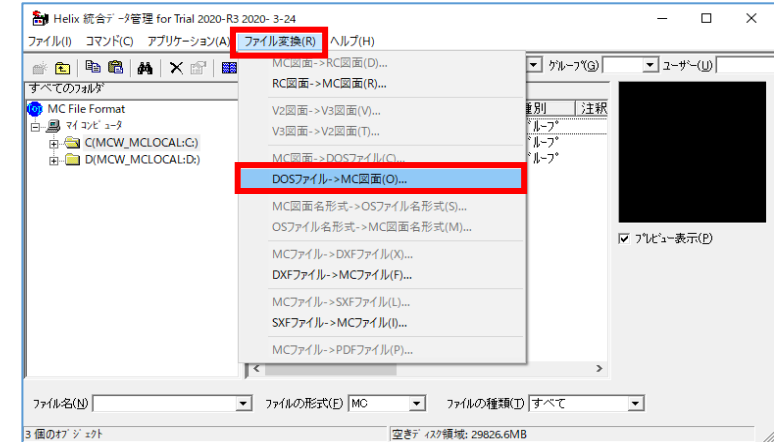 Helix 統合ﾃﾞｰﾀ管理 for Trial 2020-R3 2020- 3-24
ファイル(I) コマンド(C) アプリケーション(A) ファイル変換(R) ヘルプ(H)
ｸﾞﾙｰﾌﾟ(G) ﾕｰｻﾞｰ(U)
すべてのﾌｫﾙﾀﾞ
MC File Format
ﾏｲ ｺﾝﾋﾟｭｰﾀ
C(MCW_MCLOCAL:C:)
D(MCW_MCLOCAL:D:)
MC図面->RC図面(D)...
RC図面->MC図面(R)...
V2図面->V3図面(V)...
V3図面->V2図面(T)...
MC図面->DOSファイル(C)...
DOSファイル->MC図面(O)...
MC図面名形式->OSファイル名形式(S)...
OSファイル名形式->MC図面名形式(M)...
MCファイル->DXFファイル(X)...
DXFファイル->MCファイル(F)...
MCファイル->SXFファイル(L)...
SXFファイル->MCファイル(I)...
MCファイル->PDFファイル(P)...
種別 注釈
ﾙｰﾌﾟ
ﾙｰﾌﾟ
ﾙｰﾌﾟ
ﾌﾟﾚﾋﾞｭｰ表示(P)
ﾌｧｲﾙ名(N) ﾌｧｲﾙの形式(F) MC ﾌｧｲﾙの種類(T) すべて
3 個のｵﾌﾞｼﾞｪｸﾄ 空きﾃﾞｨｽｸ領域: 29826.6MB